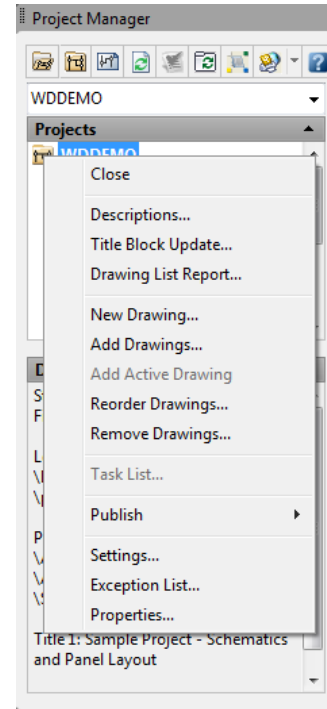 Project Manager
WDDEMO
Projects
WDDEMO
Close
Descriptions...
Title Block Update...
Drawing List Report...
New Drawing...
Add Drawings...
Add Active Drawing
Reorder Drawings...
Remove Drawings...
Task List...
Publish
Settings...
Exception List...
Properties...
Title 1: Sample Project - Schematics
and Panel Layout